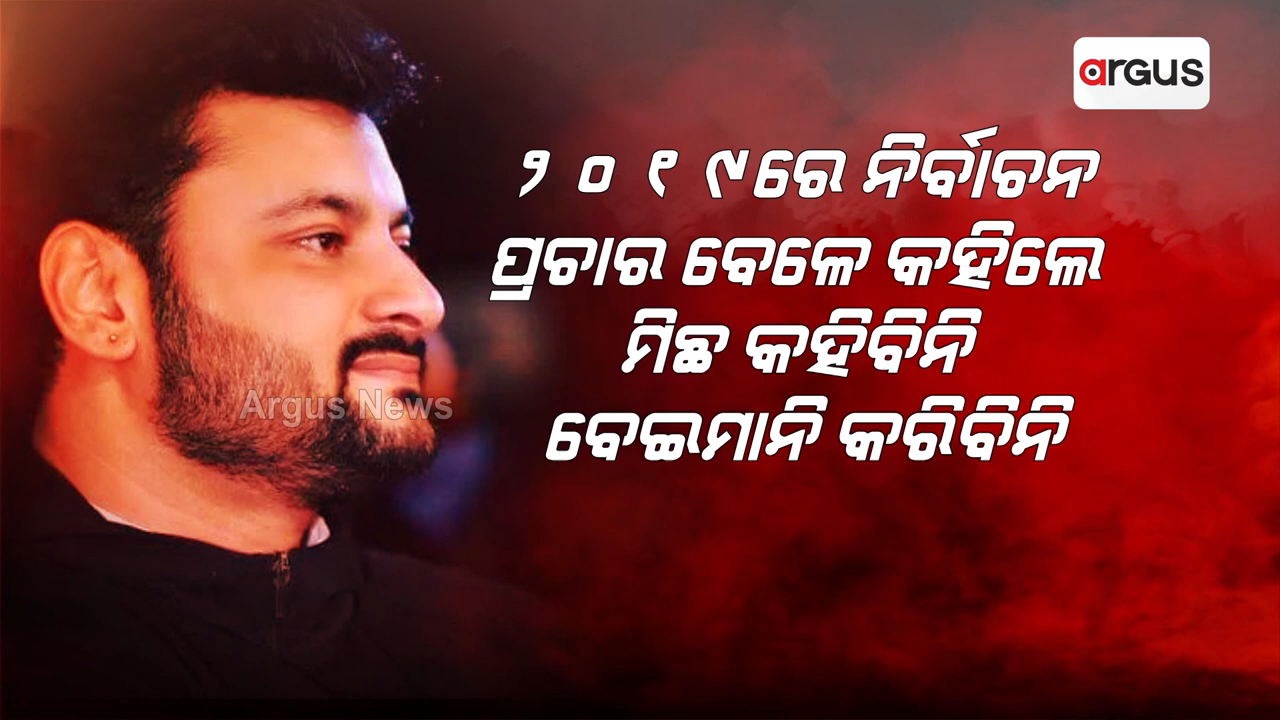 argus
୨ ୦ ୧ ୯ରେ ନିର୍ବାଚନ
ପ୍ରଚାର ବେଳେ କହିଲେ
ମିଛ କହିବିନି
ବେଇମାନି କରିବିନି
Argus News